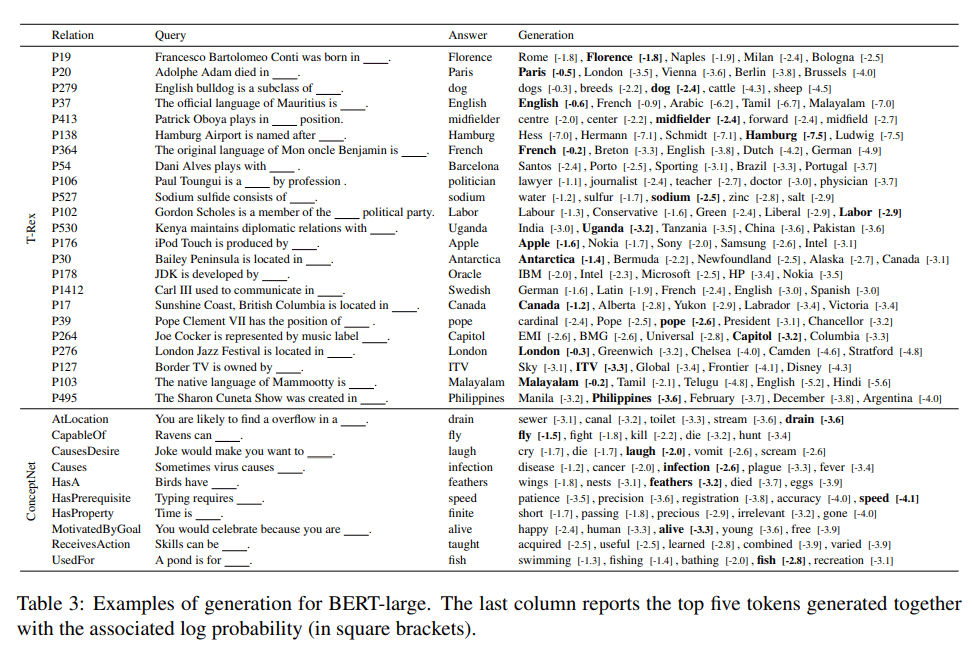 Relation Query Answer Generation
T-Rex
P19 Francesco Bartolomeo Conti was born in ____. Florence Rome [-1.8] , Florence [-1.8] , Naples [-1.9] , Milan [-2.4] , Bologna [-2.5]
P20 Adolphe Adam died in ____. Paris Paris [-0.5] , London [-3.5] , Vienna [-3.6] , Berlin [-3.8] , Brussels [-4.0]
P279 English bulldog is a subclass of ____. dog dogs [-0.3] , breeds [-2.2] , dog [-2.4] , cattle [-4.3] , sheep [-4.5]
P37 The official language of Mauritius is ____. English English [-0.6] , French [-0.9] , Arabic [-6.2] , Tamil [-6.7] , Malayalam [-7.0]
P413 Patrick Oboya plays in ____ position. midfielder centre [-2.0] , center [-2.2] , midfielder [-2.4] , forward [-2.4] , midfield [-2.7]
P138 Hamburg Airport is named after ____. Hamburg Hess [-7.0] , Hermann [-7.1] , Schmidt [-7.1] , Hamburg [-7.5] , Ludwig [-7.5]
P364 The original language of Mon oncle Benjamin is ____. French French [-0.2] , Breton [-3.3] , English [-3.8] , Dutch [-4.2] , German [-4.9]
P54 Dani Alves plays with ____ . Barcelona Santos [-2.4] , Porto [-2.5] , Sporting [-3.1] , Brazil [-3.3] , Portugal [-3.7]
P106 Paul Toungui is a ____ by profession . politician lawyer [-1.1] , journalist [-2.4] , teacher [-2.7] , doctor [-3.0] , physician [-3.7]
P527 Sodium sulfide consists of ____. sodium water [-1.2] , sulfur [-1.7] , sodium [-2.5] , zinc [-2.8] , salt [-2.9]
P102 Gordon Scholes is a member of the ____ political party. Labor Labour [-1.3] , Conservative [-1.6] , Green [-2.4] , Liberal [-2.9] , Labor [-2.9]
P530 Kenya maintains diplomatic relations with ____. Uganda India [-3.0] , Uganda [-3.2] , Tanzania [-3.5] , China [-3.6] , Pakistan [-3.6]
P176 iPod Touch is produced by ____. Apple Apple [-1.6] , Nokia [-1.7] , Sony [-2.0] , Samsung [-2.6] , Intel [-3.1]
P30 Bailey Peninsula is located in ____. Antarctica Antarctica [-1.4] , Bermuda [-2.2] , Newfoundland [-2.5] , Alaska [-2.7] , Canada [-3.1]
P178 JDK is developed by ____. Oracle IBM [-2.0] , Intel [-2.3] , Microsoft [-2.5] , HP [-3.4] , Nokia [-3.5]
P1412 Carl III used to communicate in ____. Swedish German [-1.6] , Latin [-1.9] , French [-2.4] , English [-3.0] , Spanish [-3.0]
P17 Sunshine Coast, British Columbia is located in ____. Canada Canada [-1.2] , Alberta [-2.8] , Yukon [-2.9] , Labrador [-3.4] , Victoria [-3.4]
P39 Pope Clement VII has the position of ____ . pope cardinal [-2.4] , Pope [-2.5] , pope [-2.6] , President [-3.1] , Chancellor [-3.2]
P264 Joe Cocker is represented by music label ____. Capitol EMI [-2.6] , BMG [-2.6] , Universal [-2.8] , Capitol [-3.2] , Columbia [-3.3]
P276 London Jazz Festival is located in ____. London London [-0.3] , Greenwich [-3.2] , Chelsea [-4.0] , Camden [-4.6] , Stratford [-4.8]
P127 Border TV is owned by ____. ITV Sky [-3.1] , ITV [-3.3] , Global [-3.4] , Frontier [-4.1] , Disney [-4.3]
P103 The native language of Mammootty is ____. Malayalam Malayalam [-0.2] , Tamil [-2.1] , Telugu [-4.8] , English [-5.2] , Hindi [-5.6]
P495 The Sharon Cuneta Show was created in ____. Philippines Manila [-3.2] , Philippines [-3.6] , February [-3.7] , December [-3.8] , Argentina [-4.0]
ConceptNet
AtLocation You are likely to find a overflow in a ____. drain sewer [-3.1] , canal [-3.2] , toilet [-3.3] , stream [-3.6] , drain [-3.6]
CapableOf Ravens can ____. fly fly [-1.5] , fight [-1.8] , kill [-2.2] , die [-3.2] , hunt [-3.4]
CausesDesire Joke would make you want to ____. laugh cry [-1.7] , die [-1.7] , laugh [-2.0] , vomit [-2.6] , scream [-2.6]
Causes Sometimes virus causes ____. infection disease [-1.2] , cancer [-2.0] , infection [-2.6] , plague [-3.3] , fever [-3.4]
HasA Birds have ____. feathers wings [-1.8] , nests [-3.1] , feathers [-3.2] , died [-3.7] , eggs [-3.9]
HasPrerequisite Typing requires ____. speed patience [-3.5] , precision [-3.6] , registration [-3.8] , accuracy [-4.0] , speed [-4.1]
HasProperty Time is ____. finite short [-1.7] , passing [-1.8] , precious [-2.9] , irrelevant [-3.2] , gone [-4.0]
MotivatedByGoal You would celebrate because you are ____. alive happy [-2.4] , human [-3.3] , alive [-3.3] , young [-3.6] , free [-3.9]
ReceivesAction Skills can be ____. taught acquired [-2.5] , useful [-2.5] , learned [-2.8] , combined [-3.9] , varied [-3.9]
UsedFor A pond is for ____. fish swimming [-1.3] , fishing [-1.4] , bathing [-2.0] , fish [-2.8] , recreation [-3.1]
Table 3: Examples of generation for BERT-large. The last column reports the top five tokens generated together
with the associated log probability (in square brackets).